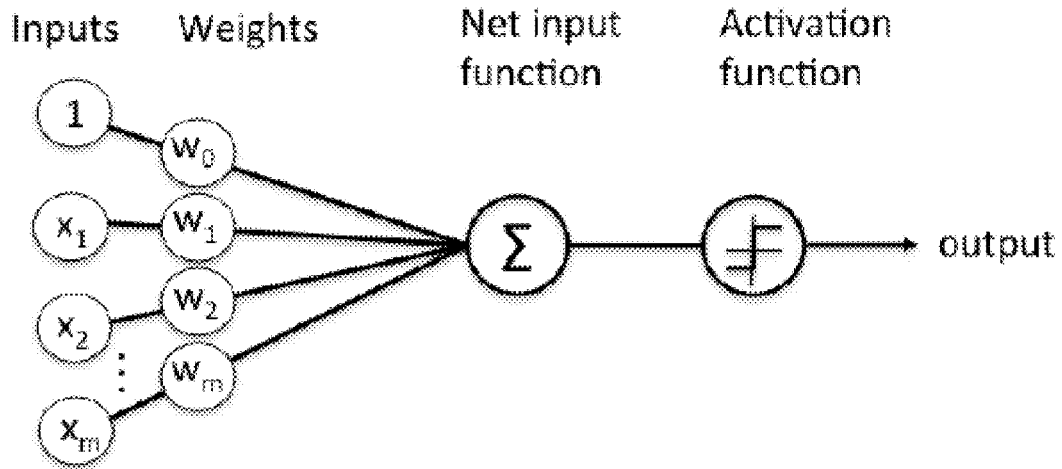 Inputs Weights Net input function Activation function
1
w₀
x₁ w₁
Σ
output
x₂ w₂
⋮
xₘ wₘ